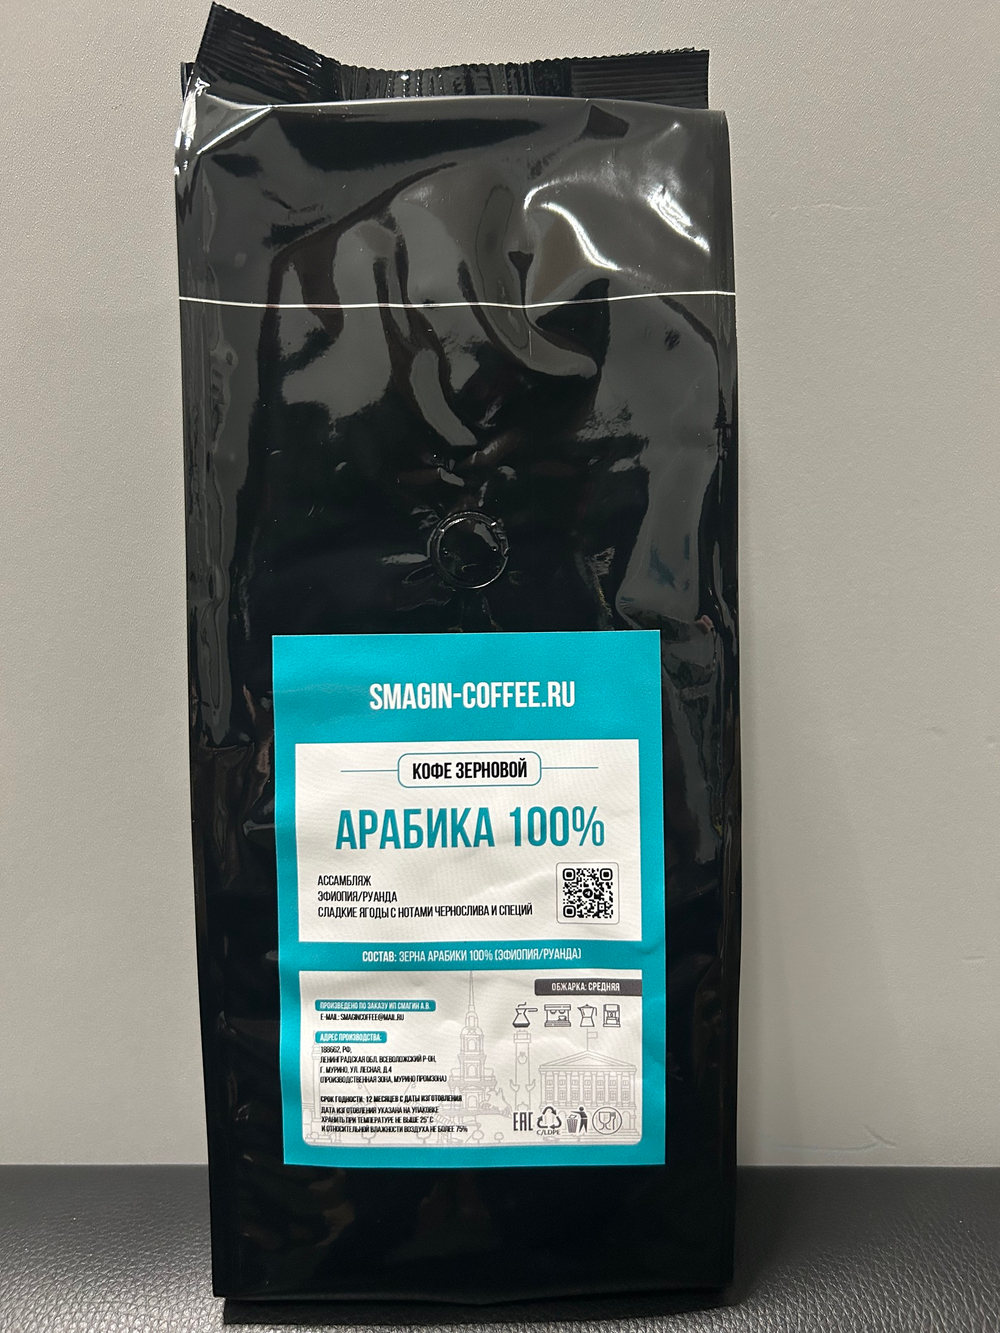 SMAGIN-COFFEE.RU
КОФЕ ЗЕРНОВОЙ
АРАБИКА 100%
АССАМБЛЯЖ
ЭФИОПИЯ/РУАНДА
СЛАДКИЕ ЯГОДЫ С НОТАМИ ЧЕРНОСЛИВА И СПЕЦИЙ
СОСТАВ: ЗЕРНА АРАБИКИ 100% (ЭФИОПИЯ/РУАНДА)
ОБЖАРКА: СРЕДНЯЯ
ПРОИЗВЕДЕНО ПО ЗАКАЗУ ИП СМАГИН А.В.
E-MAIL: SMAGINCOFFEE@MAIL.RU
АДРЕС ПРОИЗВОДСТВА:
188662, РФ,
ЛЕНИНГРАДСКАЯ ОБЛ. ВСЕВОЛОЖСКИЙ Р-ОН,
Г. МУРИНО, УЛ. ЛЕСНАЯ, Д.4
(ПРОИЗВОДСТВЕННАЯ ЗОНА, МУРИНО ПРОМЗОНА)
СРОК ГОДНОСТИ: 12 МЕСЯЦЕВ С ДАТЫ ИЗГОТОВЛЕНИЯ
ДАТА ИЗГОТОВЛЕНИЯ УКАЗАНА НА УПАКОВКЕ
ХРАНИТЬ ПРИ ТЕМПЕРАТУРЕ НЕ ВЫШЕ 25° С
И ОТНОСИТЕЛЬНОЙ ВЛАЖНОСТИ ВОЗДУХА НЕ БОЛЕЕ 75%
EAC
C/LDPE